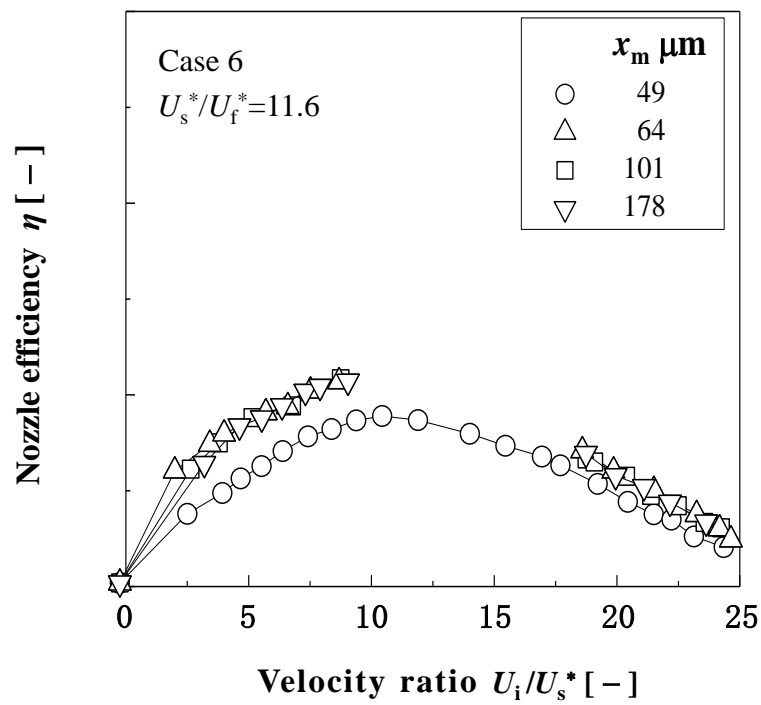 Case 6
U_s*/U_f*=11.6
x_m μm
49
64
101
178
Nozzle efficiency η [－]
0 5 10 15 20 25
Velocity ratio U_i/U_s* [－]